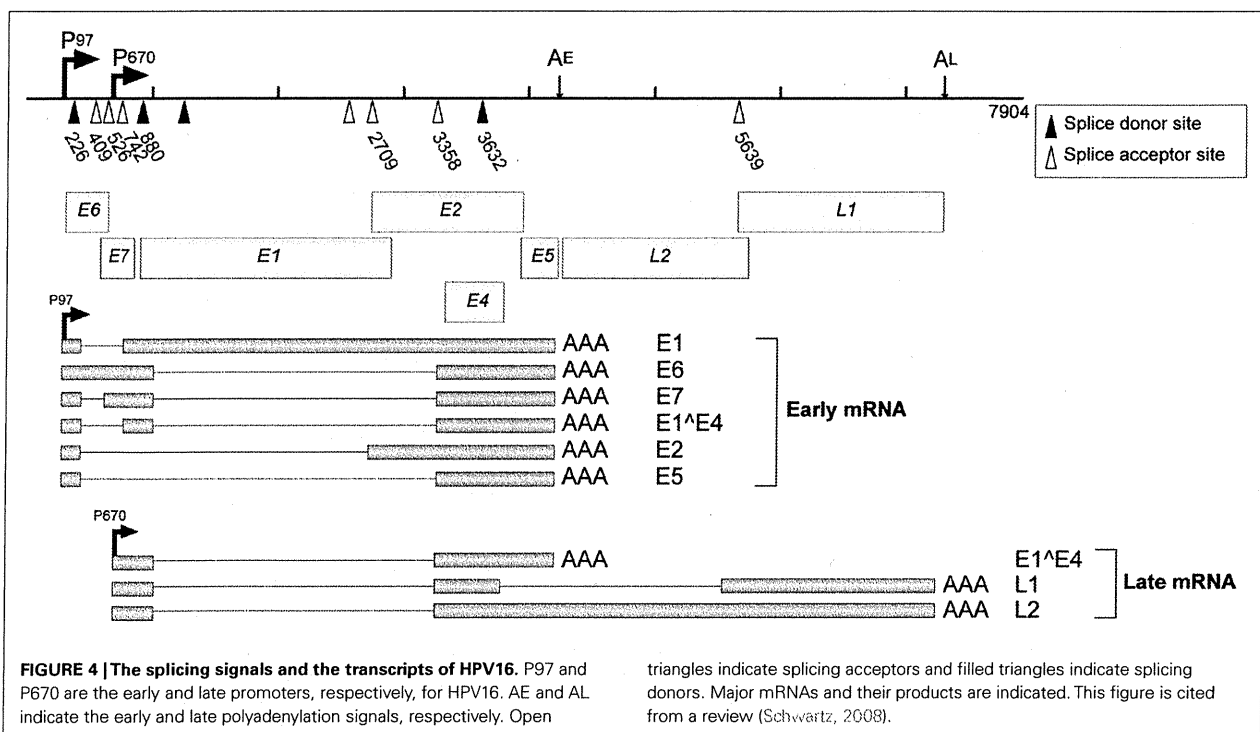 P97
P670
AE
AL
7904
226
409
526
742
880
2709
3358
3632
5639
Splice donor site
Splice acceptor site
E6
E2
L1
E7
E1
E5
L2
E4
P97
AAA E1
AAA E6
AAA E7
AAA E1^E4
AAA E2
AAA E5
Early mRNA
P670
AAA E1^E4
AAA L1
AAA L2
Late mRNA
FIGURE 4 | The splicing signals and the transcripts of HPV16. P97 and
P670 are the early and late promoters, respectively, for HPV16. AE and AL
indicate the early and late polyadenylation signals, respectively. Open
triangles indicate splicing acceptors and filled triangles indicate splicing
donors. Major mRNAs and their products are indicated. This figure is cited
from a review (Schwartz, 2008).